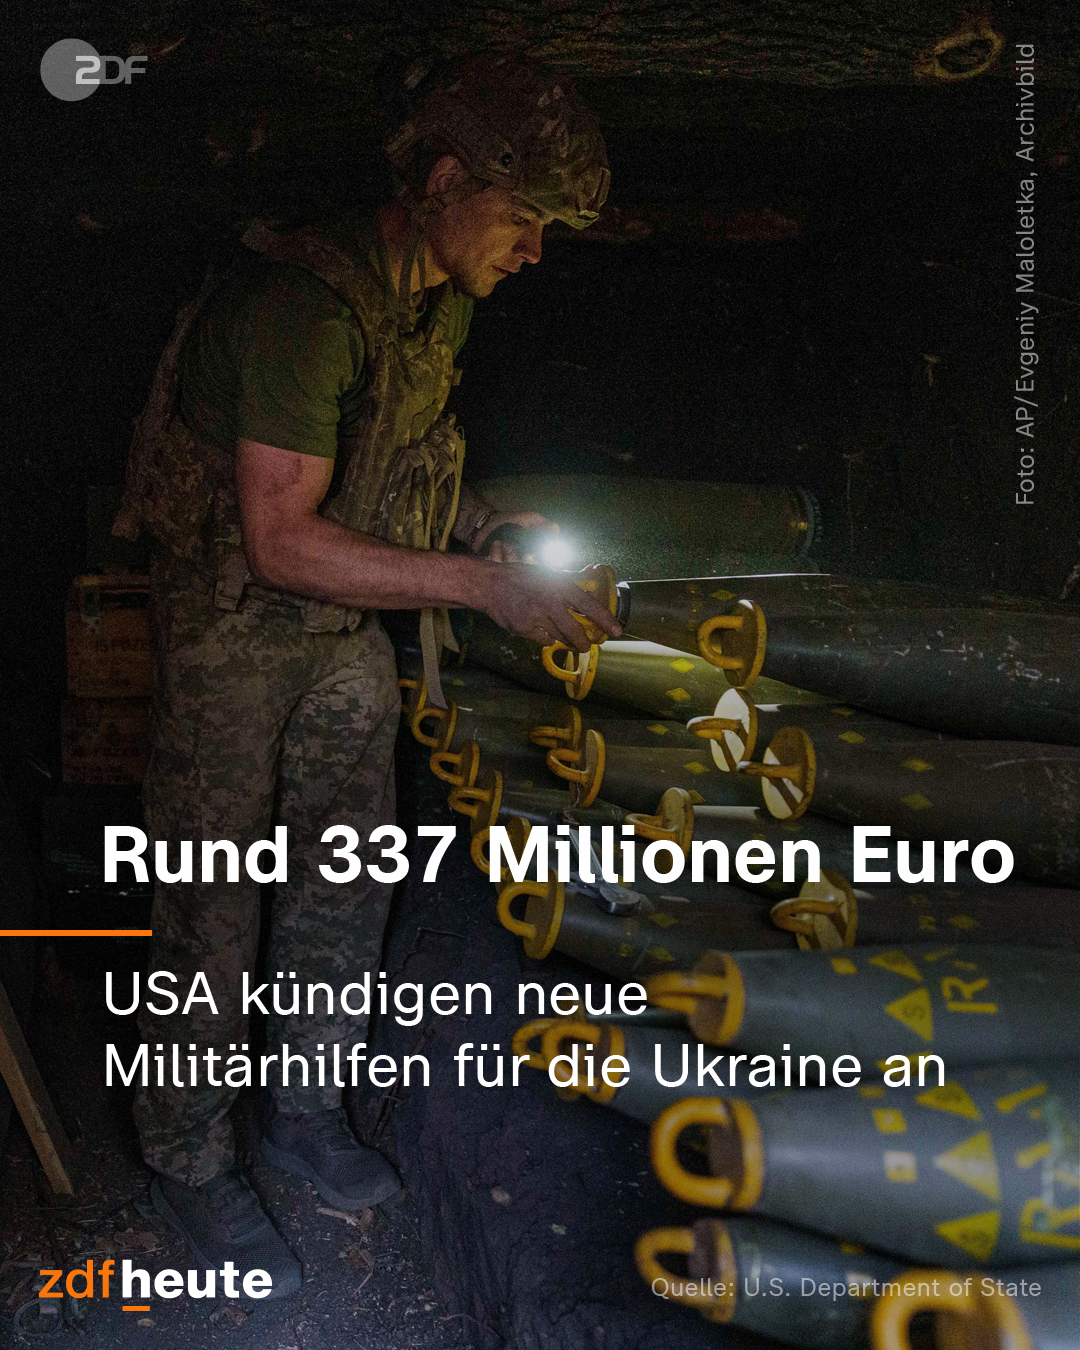 ZDF
Foto: AP/Evgeniy Maloletka, Archivbild
Rund 337 Millionen Euro
USA kündigen neue
Militärhilfen für die Ukraine an
zdfheute
Quelle: U.S. Department of State